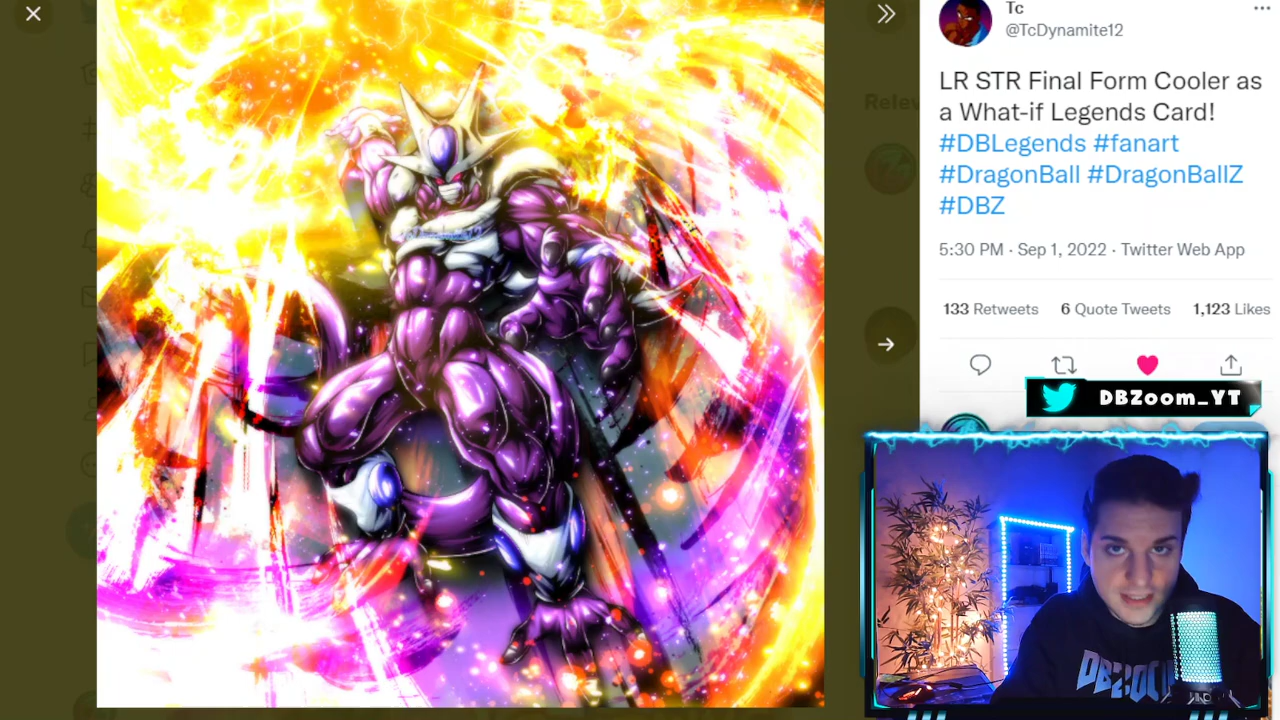 Tc
@TcDynamite12
LR STR Final Form Cooler as
a What-if Legends Card!
#DBLegends #fanart
#DragonBall #DragonBallZ
#DBZ
5:30 PM · Sep 1, 2022 · Twitter Web App
133 Retweets 6 Quote Tweets 1,123 Likes
DBZoom_YT
Relev